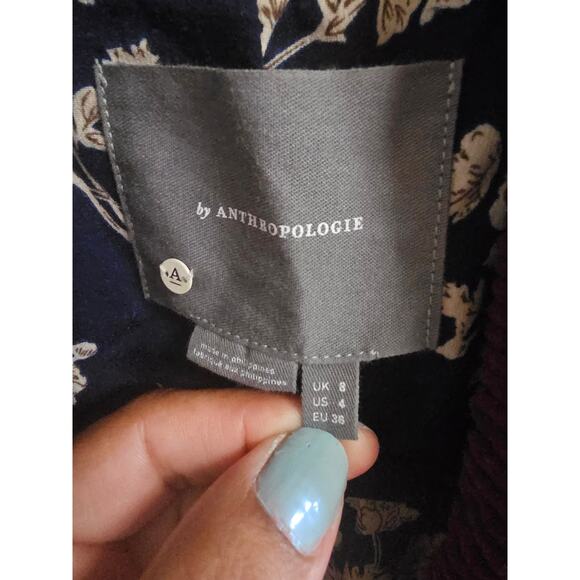 by ANTHROPOLOGIE
A
made in philippines
fabriqué aux philippines
UK 8
US 4
EU 36